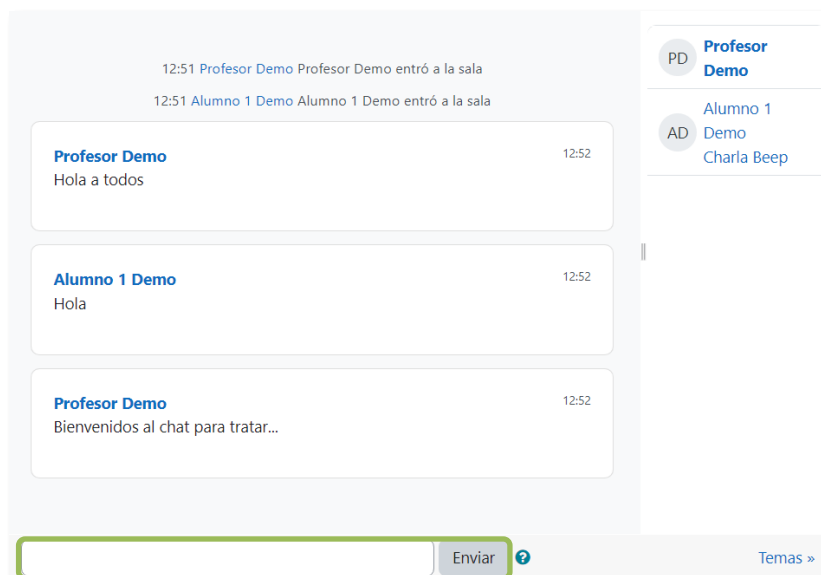 12:51 Profesor Demo Profesor Demo entró a la sala
12:51 Alumno 1 Demo Alumno 1 Demo entró a la sala
Profesor Demo 12:52
Hola a todos
Alumno 1 Demo 12:52
Hola
Profesor Demo 12:52
Bienvenidos al chat para tratar...
Enviar ? Temas »
PD Profesor
Demo
Alumno 1
AD Demo
Charla Beep